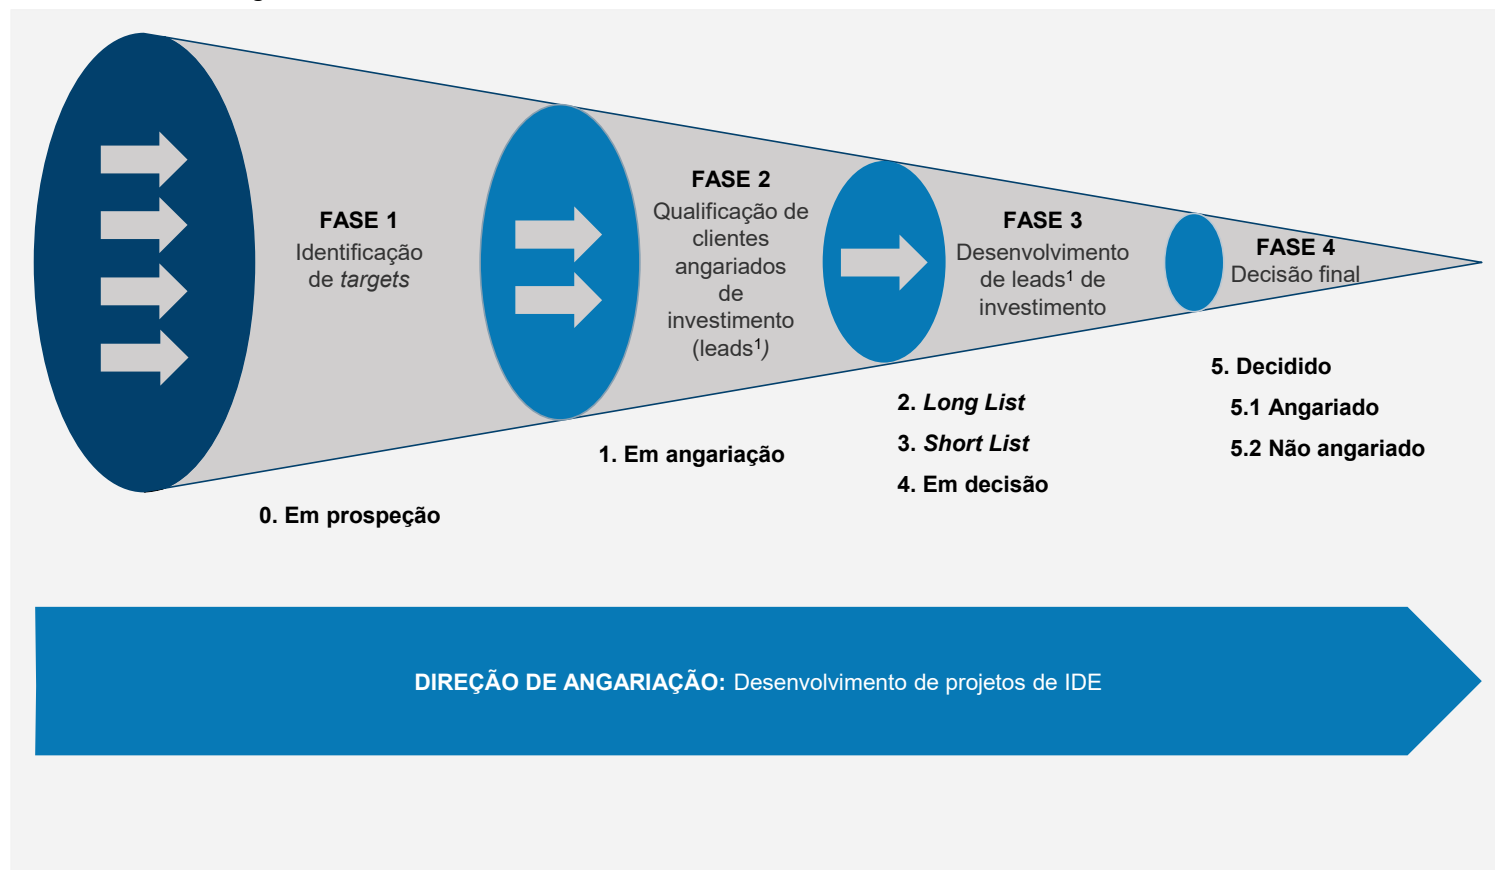 FASE 1
Identificação
de targets
FASE 2
Qualificação de
clientes
angariados
de
investimento
(leads¹)
FASE 3
Desenvolvimento
de leads¹ de
investimento
FASE 4
Decisão final
0. Em prospeção
1. Em angariação
2. Long List
3. Short List
4. Em decisão
5. Decidido
5.1 Angariado
5.2 Não angariado
DIREÇÃO DE ANGARIAÇÃO: Desenvolvimento de projetos de IDE